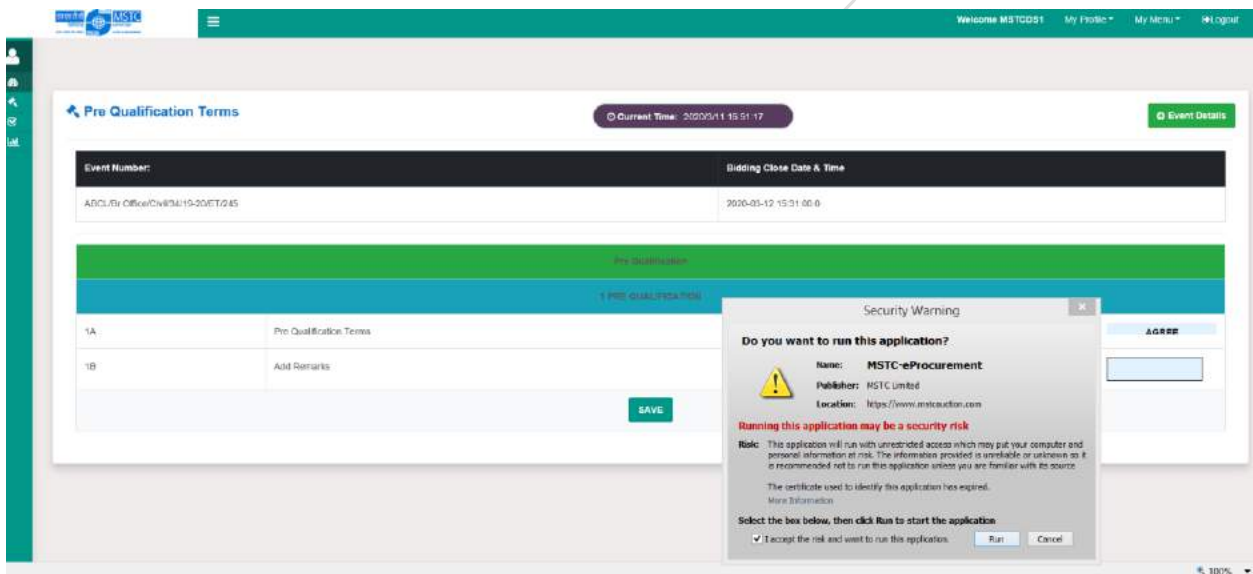 MSTC
Welcome MSTCDS1 My Profile My Menu Logout
Pre Qualification Terms
Current Time: 2020/3/11 15:51:17
Event Details
Event Number: Bidding Close Date & Time
ABCL/Br Office/Civil/34/19-20/ET/245 2020-03-12 15:31:00.0
Pre Qualification
1 PRE QUALIFICATION
1A Pre Qualification Terms AGREE
1B Add Remarks
SAVE
Security Warning
Do you want to run this application?
Name: MSTC-eProcurement
Publisher: MSTC Limited
Location: https://www.mstcauction.com
Running this application may be a security risk
Risk: This application will run with unrestricted access which may put your computer and
personal information at risk. The information provided is unreliable or unknown so it
is recommended not to run this application unless you are familiar with its source
The certificate used to identify this application has expired.
More Information
Select the box below, then click Run to start the application
I accept the risk and want to run this application. Run Cancel
100%